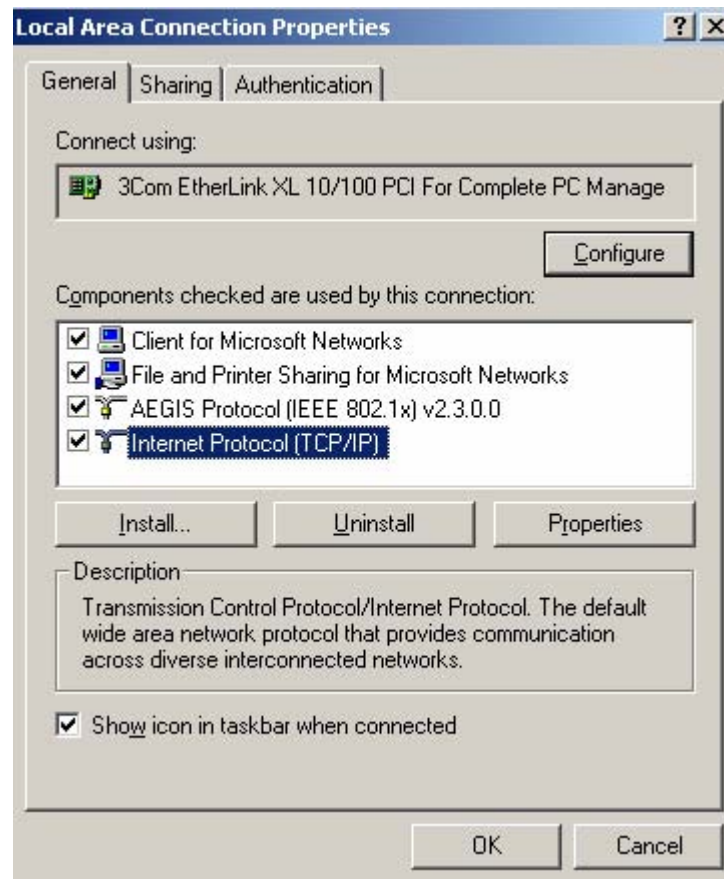 Local Area Connection Properties
General Sharing Authentication
Connect using:
3Com EtherLink XL 10/100 PCI For Complete PC Manage
Configure
Components checked are used by this connection:
Client for Microsoft Networks
File and Printer Sharing for Microsoft Networks
AEGIS Protocol (IEEE 802.1x) v2.3.0.0
Internet Protocol (TCP/IP)
Install... Uninstall Properties
Description
Transmission Control Protocol/Internet Protocol. The default
wide area network protocol that provides communication
across diverse interconnected networks.
Show icon in taskbar when connected
OK Cancel